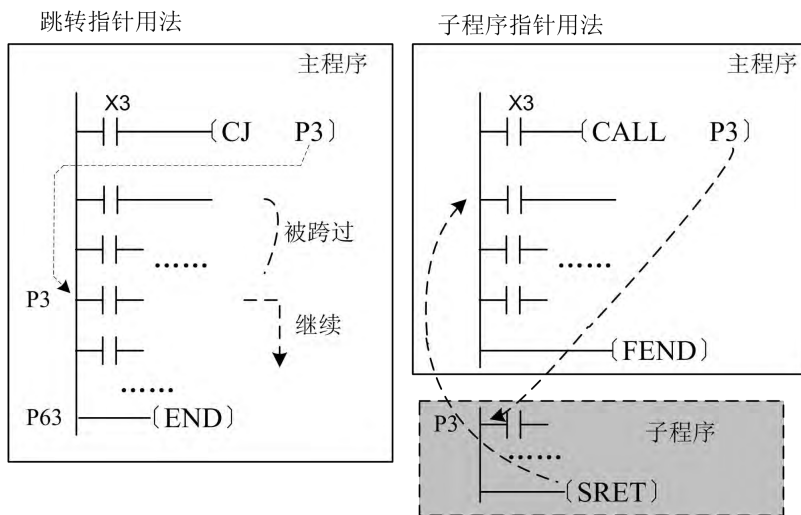 跳转指针用法
主程序
X3
〔CJ P3〕
被跨过
……
P3
继续
……
P63 〔END〕
子程序指针用法
主程序
X3
〔CALL P3〕
……
〔FEND〕
P3
子程序
……
〔SRET〕